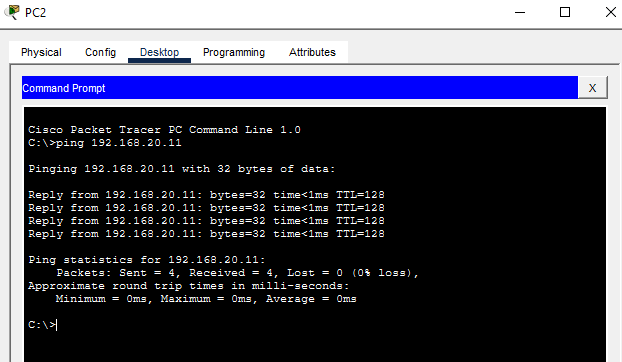 PC2
Physical Config Desktop Programming Attributes
Command Prompt X
Cisco Packet Tracer PC Command Line 1.0
C:\>ping 192.168.20.11
Pinging 192.168.20.11 with 32 bytes of data:
Reply from 192.168.20.11: bytes=32 time<1ms TTL=128
Reply from 192.168.20.11: bytes=32 time<1ms TTL=128
Reply from 192.168.20.11: bytes=32 time<1ms TTL=128
Reply from 192.168.20.11: bytes=32 time<1ms TTL=128
Ping statistics for 192.168.20.11:
Packets: Sent = 4, Received = 4, Lost = 0 (0% loss),
Approximate round trip times in milli-seconds:
Minimum = 0ms, Maximum = 0ms, Average = 0ms
C:\>